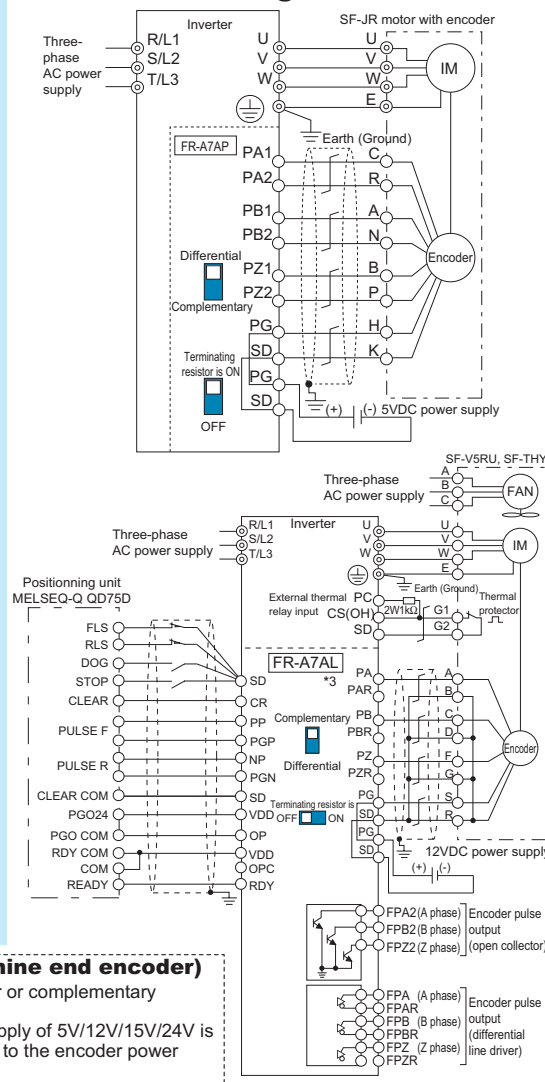 SF-JR motor with encoder
Inverter
Three-
phase
AC power
supply
R/L1
S/L2
T/L3
U
V
W
U
V
W
E
IM
Earth (Ground)
FR-A7AP
PA1
PA2
PB1
PB2
PZ1
PZ2
PG
SD
PG
SD
C
R
A
N
B
P
H
K
Encoder
Differential
Complementary
Terminating
resistor is ON
OFF
(+)
(-)
5VDC power supply
SF-V5RU, SF-THY
Three-phase
AC power supply
A
B
C
FAN
Three-phase
AC power supply
R/L1
S/L2
T/L3
Inverter
U
V
W
U
V
W
E
IM
Earth (Ground)
External thermal
relay input
PC
CS(OH)
SD
2W1kΩ
G1
G2
Thermal
protector
Positionning unit
MELSEQ-Q QD75D
FLS
RLS
DOG
STOP
CLEAR
PULSE F
PULSE R
CLEAR COM
PGO24
PGO COM
RDY COM
COM
READY
SD
CR
PP
PGP
NP
PGN
SD
VDD
OP
VDD
OPC
RDY
FR-A7AL
*3
Complementary
Differential
Terminating resistor is
OFF
ON
PA
PAR
PB
PBR
PZ
PZR
PG
SD
PG
SD
A
B
C
D
F
G
S
R
Encoder
12VDC power supply
(+)
(-)
FPA2 (A phase)
FPB2 (B phase)
FPZ2 (Z phase)
Encoder pulse
output
(open collector)
FPA (A phase)
FPAR
FPB (B phase)
FPBR
FPZ (Z phase)
FPZR
Encoder pulse
output
(differential
line driver)
hine end encoder)
r or complementary
pply of 5V/12V/15V/24V is
to the encoder power